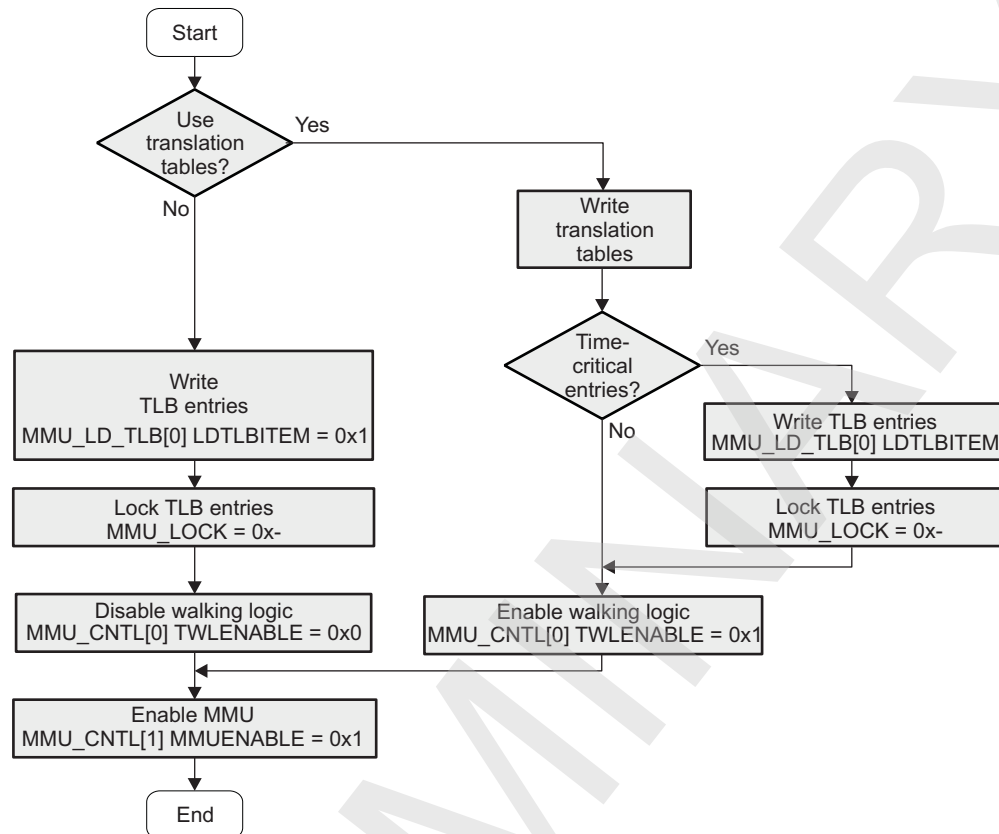 Start
Use
translation
tables?
Yes
No
Write
translation
tables
Time-
critical
entries?
Yes
No
Write
TLB entries
MMU_LD_TLB[0] LDTLBITEM = 0x1
Write TLB entries
MMU_LD_TLB[0] LDTLBITEM
Lock TLB entries
MMU_LOCK = 0x-
Lock TLB entries
MMU_LOCK = 0x-
Disable walking logic
MMU_CNTL[0] TWLENABLE = 0x0
Enable walking logic
MMU_CNTL[0] TWLENABLE = 0x1
Enable MMU
MMU_CNTL[1] MMUENABLE = 0x1
End